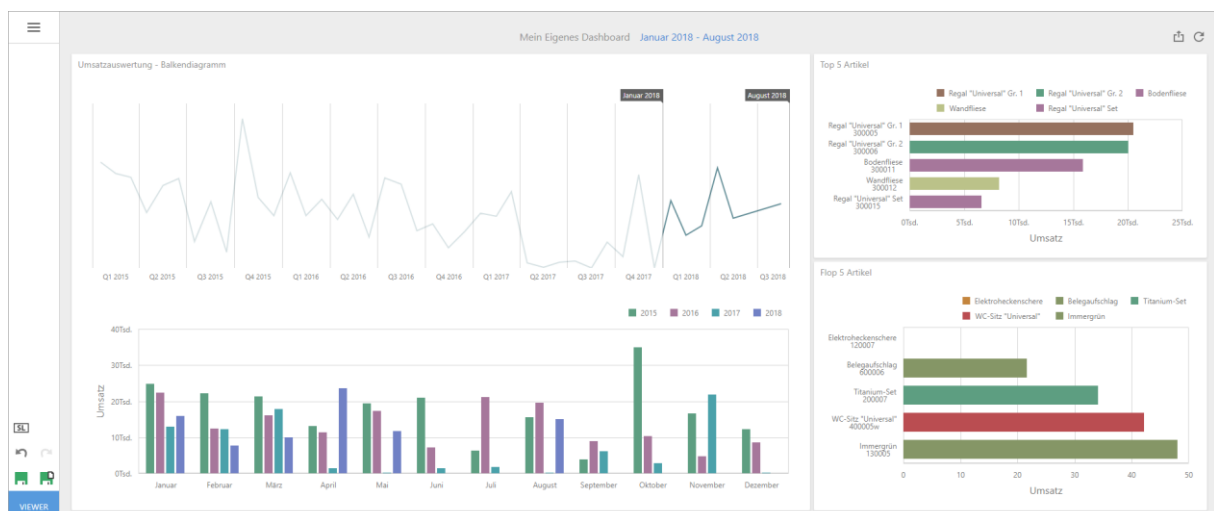 Mein Eigenes Dashboard Januar 2018 - August 2018
Umsatzauswertung - Balkendiagramm
Januar 2018 August 2018
Q1 2015 Q2 2015 Q3 2015 Q4 2015 Q1 2016 Q2 2016 Q3 2016 Q4 2016 Q1 2017 Q2 2017 Q3 2017 Q4 2017 Q1 2018 Q2 2018 Q3 2018
2015 2016 2017 2018
Umsatz
40Tsd.
30Tsd.
20Tsd.
10Tsd.
0Tsd.
Januar Februar März April Mai Juni Juli August September Oktober November Dezember
Top 5 Artikel
Regal "Universal" Gr. 1 Regal "Universal" Gr. 2 Bodenfliese
Wandfliese Regal "Universal" Set
Regal "Universal" Gr. 1
300005
Regal "Universal" Gr. 2
300006
Bodenfliese
300011
Wandfliese
300012
Regal "Universal" Set
300015
0Tsd. 5Tsd. 10Tsd. 15Tsd. 20Tsd. 25Tsd.
Umsatz
Flop 5 Artikel
Elektroheckenschere Belegaufschlag Titanium-Set
WC-Sitz "Universal" Immergrün
Elektroheckenschere
120007
Belegaufschlag
600006
Titanium-Set
200007
WC-Sitz "Universal"
400005w
Immergrün
130005
0 10 20 30 40 50
Umsatz
SL
VIEWER